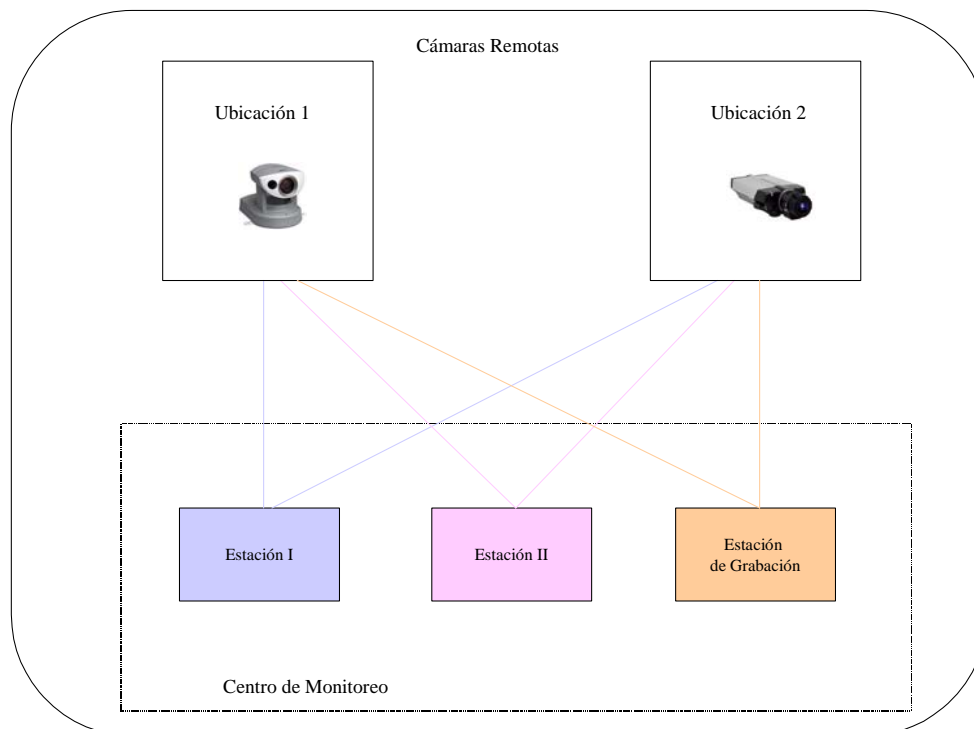 Cámaras Remotas
Ubicación 1
Ubicación 2
Estación I
Estación II
Estación
de Grabación
Centro de Monitoreo